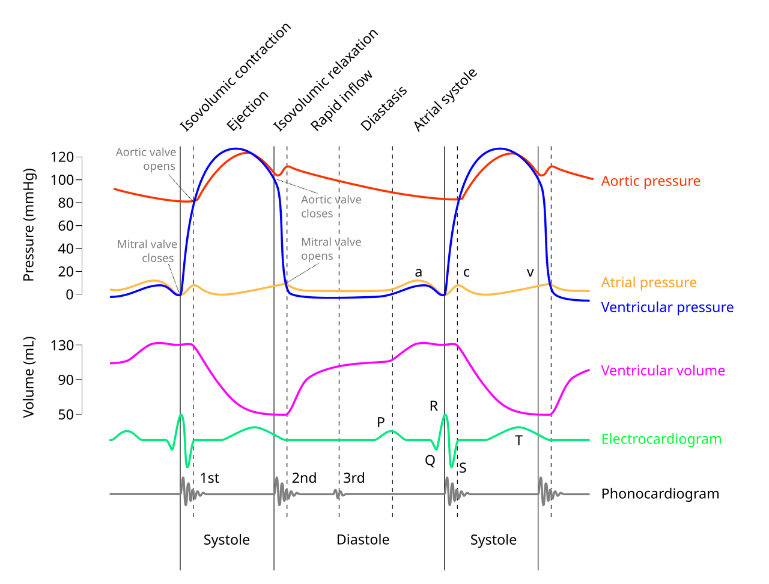 Isovolumic contraction
Ejection
Isovolumic relaxation
Rapid inflow
Diastasis
Atrial systole
Pressure (mmHg)
120
100
80
60
40
20
0
Aortic valve
opens
Mitral valve
closes
Aortic valve
closes
Mitral valve
opens
a
c
v
Aortic pressure
Atrial pressure
Ventricular pressure
Volume (mL)
130
90
50
Ventricular volume
R
P
Q
S
T
Electrocardiogram
1st
2nd
3rd
Phonocardiogram
Systole
Diastole
Systole